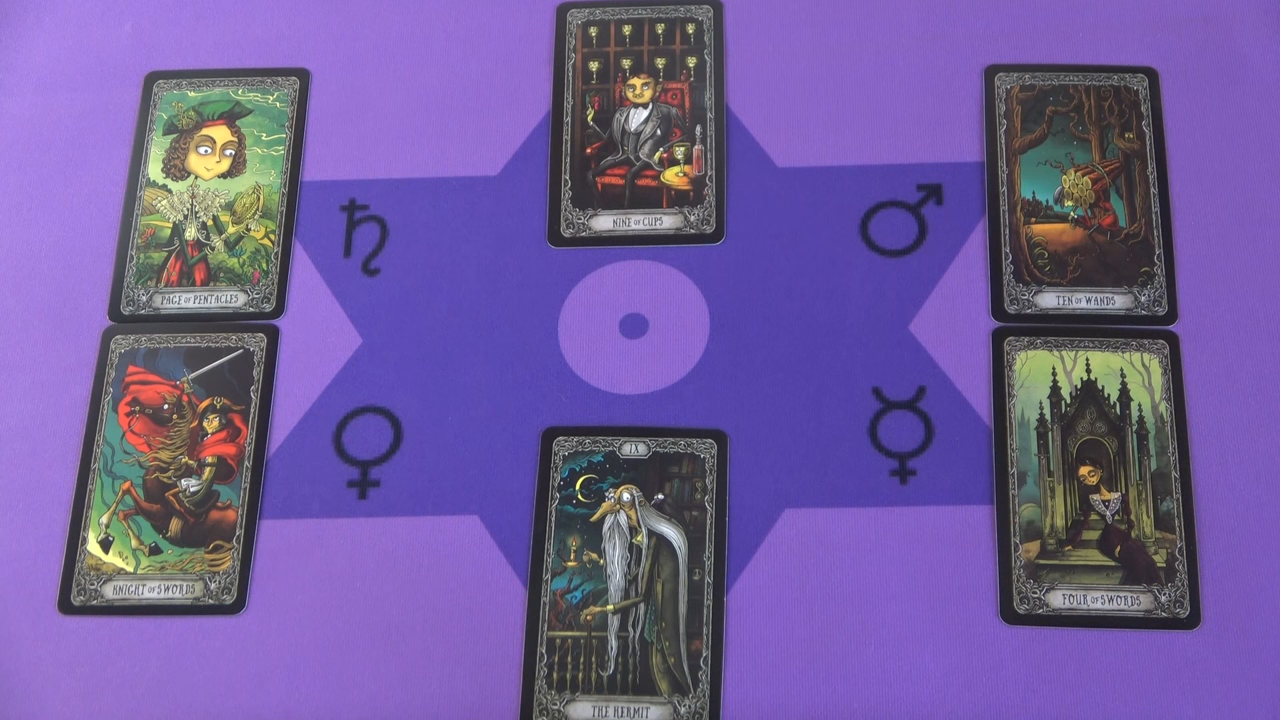 NINE OF CUPS
PAGE OF PENTACLES
TEN OF WANDS
KNIGHT OF SWORDS
IX
FOUR OF SWORDS
THE HERMIT